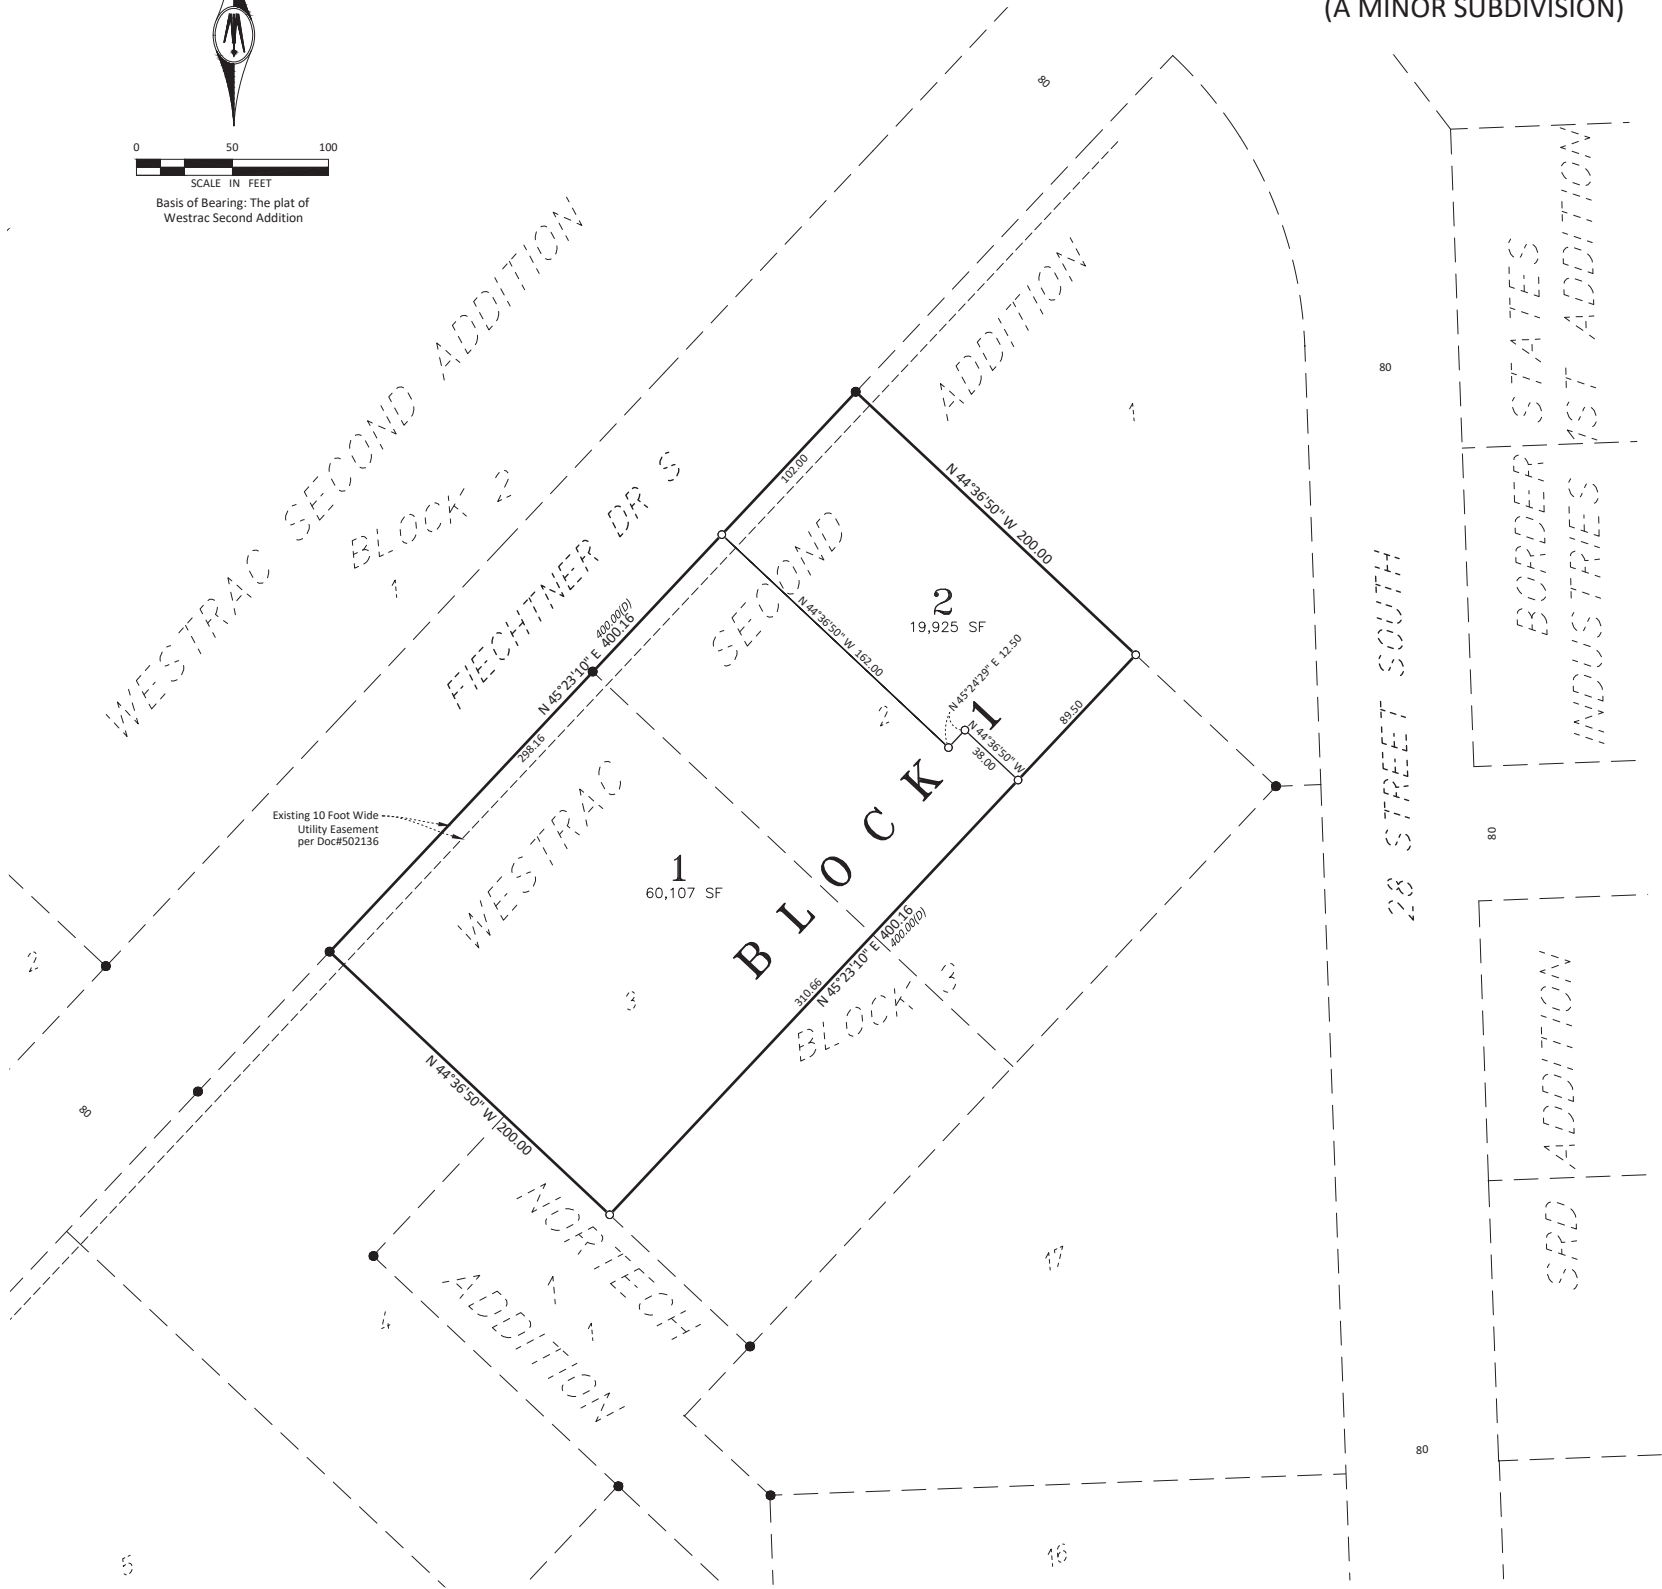 (A MINOR SUBDIVISION)
0 50 100
SCALE IN FEET
Basis of Bearing: The plat of
Westrac Second Addition
80
WESTRAC SECOND ADDITION
BLOCK 2
1
FIECHTNER DR S
WESTRAC SECOND ADDITION
1
80
BORDER STATES
INDUSTRIES 1ST ADDITION
102.00
N 44°36'50" W 200.00
400.00(D)
N 45°23'10" E 400.16
298.16
N 44°36'50" W 162.00
2
19,925 SF
N 45°24'29" E 12.50
N 44°36'50" W
38.00
89.50
2
28 STREET SOUTH
80
Existing 10 Foot Wide
Utility Easement
per Doc#502136
1
60,107 SF
BLOCK 1
N 45°23'10" E 400.16
400.00(D)
310.66
BLOCK 3
3
2
80
N 44°36'50" W 200.00
SRD ADDITION
NORTECH
ADDITION
1
1
4
17
80
5
16